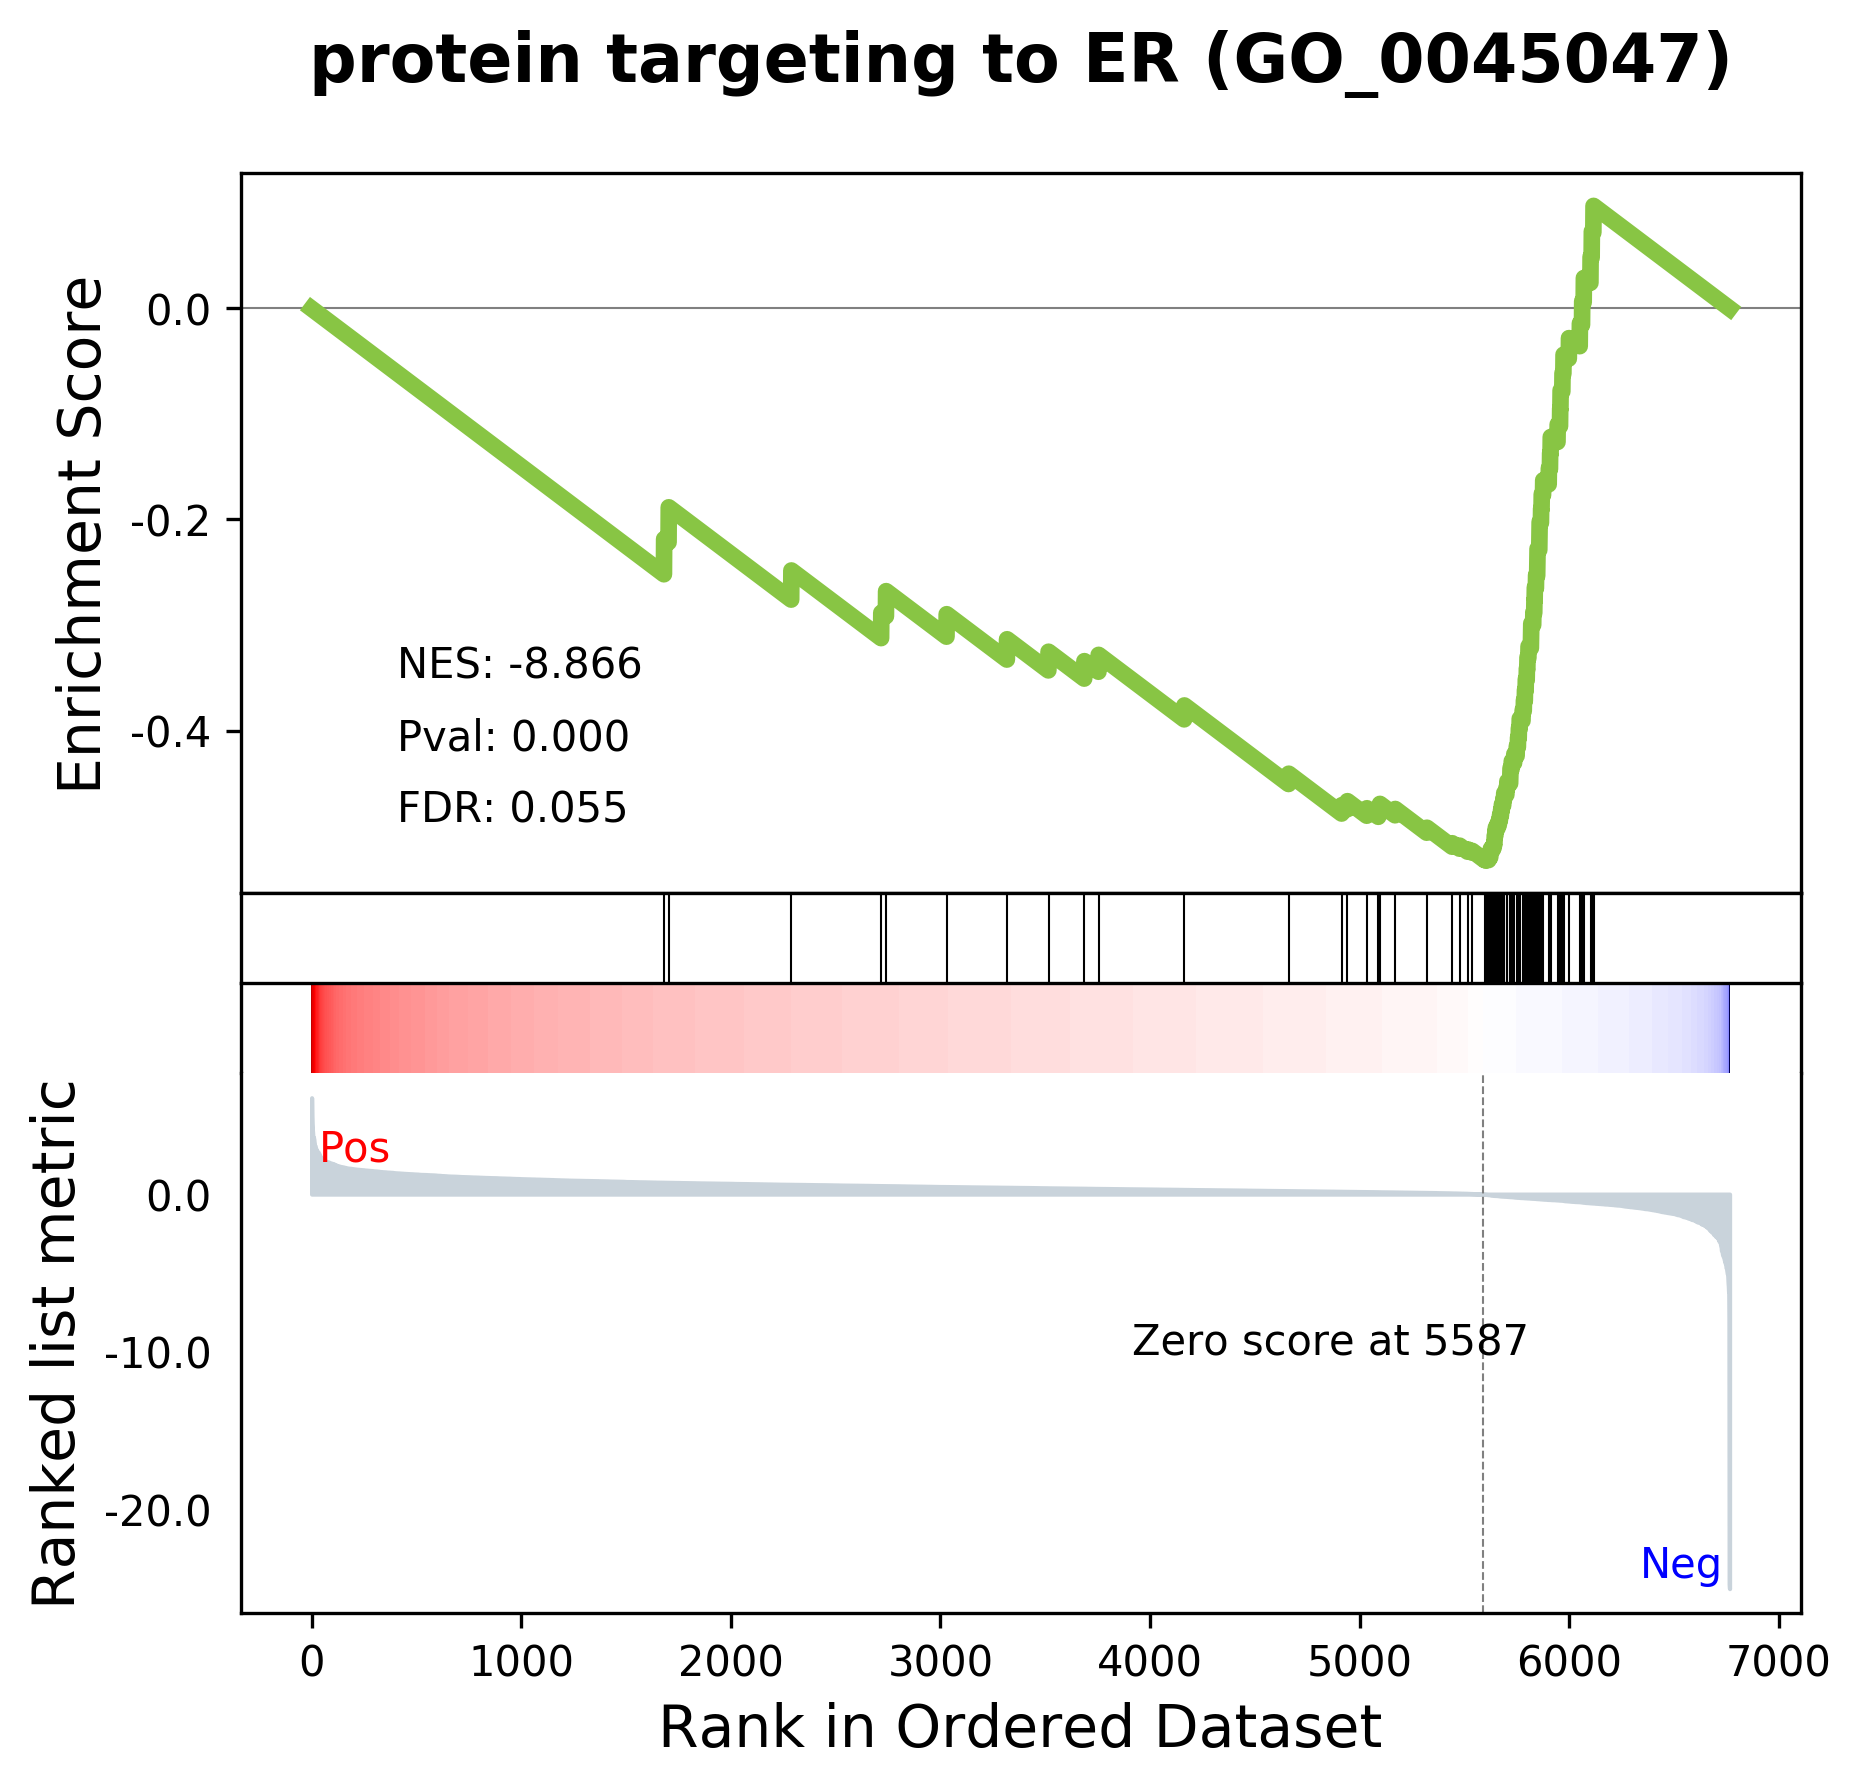 protein targeting to ER (GO_0045047)
Enrichment Score
0.0
-0.2
-0.4
NES: -8.866
Pval: 0.000
FDR: 0.055
Ranked list metric
Pos
0.0
-10.0
-20.0
Zero score at 5587
Neg
0 1000 2000 3000 4000 5000 6000 7000
Rank in Ordered Dataset